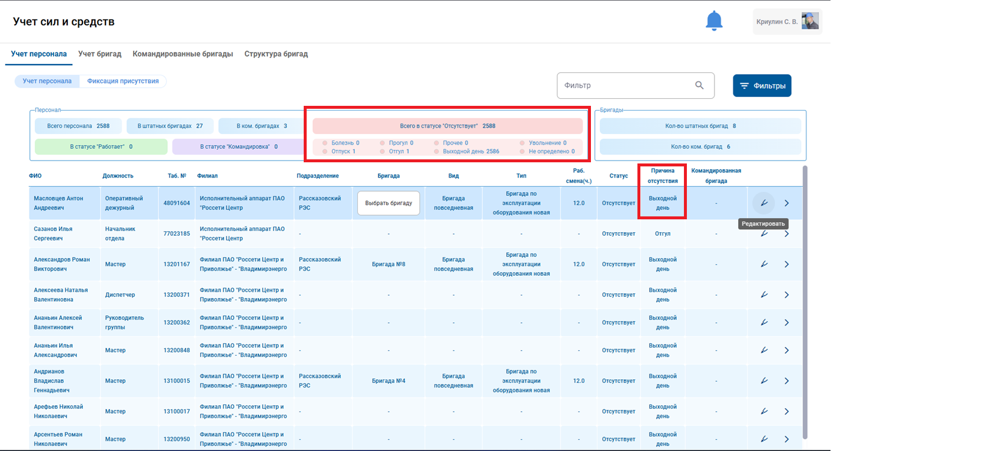 Учет сил и средств
Криулин С. В.
Учет персонала Учет бригад Командированные бригады Структура бригад
Учет персонала Фиксация присутствия
Фильтр
Фильтры
Персонал
Всего персонала 2588 В штатных бригадах 27 В ком. бригадах 3
В статусе "Работает" 0 В статусе "Командировка" 0
Всего в статусе "Отсутствует" 2588
Болезнь 0 Прогул 0 Прочее 0 Увольнение 0
Отпуск 1 Отгул 1 Выходной день 2586 Не определено 0
Бригады
Кол-во штатных бригад 8
Кол-во ком. бригад 6
ФИО
Должность
Таб. №
Филиал
Подразделение
Бригада
Вид
Тип
Раб.
смена(ч.)
Статус
Причина
отсутствия
Командированная
бригада
Масловцев Антон
Андреевич
Оперативный
дежурный
48091604
Исполнительный аппарат ПАО
"Россети Центр
Рассказовский
РЭС
Выбрать бригаду
Бригада
повседневная
Бригада по
эксплуатации
оборудования новая
12.0
Отсутствует
Выходной
день
-
Редактировать
Сазанов Илья
Сергеевич
Начальник
отдела
77023185
Исполнительный аппарат ПАО
"Россети Центр
-
-
-
-
-
Отсутствует
Отгул
-
Александров Роман
Викторович
Мастер
13201167
Филиал ПАО "Россети Центр и
Приволжье" - "Владимирэнерго
Рассказовский
РЭС
Бригада №8
Бригада
повседневная
Бригада по
эксплуатации
оборудования новая
12.0
Отсутствует
Выходной
день
-
Алексеева Наталья
Валентиновна
Диспетчер
13200371
Филиал ПАО "Россети Центр и
Приволжье" - "Владимирэнерго
-
-
-
-
-
Отсутствует
Выходной
день
-
Ананьин Алексей
Валентинович
Руководитель
группы
13200362
Филиал ПАО "Россети Центр и
Приволжье" - "Владимирэнерго
-
-
-
-
-
Отсутствует
Выходной
день
-
Ананьин Илья
Александрович
Мастер
13200848
Филиал ПАО "Россети Центр и
Приволжье" - "Владимирэнерго
-
-
-
-
-
Отсутствует
Выходной
день
-
Андрианов
Владислав
Геннадьевич
Мастер
13100015
Филиал ПАО "Россети Центр и
Приволжье" - "Владимирэнерго
Рассказовский
РЭС
Бригада №4
Бригада
повседневная
Бригада по
эксплуатации
оборудования новая
12.0
Отсутствует
Выходной
день
-
Арефьев Николай
Николаевич
Мастер
13100017
Филиал ПАО "Россети Центр и
Приволжье" - "Владимирэнерго
-
-
-
-
-
Отсутствует
Выходной
день
-
Арсентьев Роман
Николаевич
Мастер
13200950
Филиал ПАО "Россети Центр и
Приволжье" - "Владимирэнерго
-
-
-
-
-
Отсутствует
Выходной
день
-